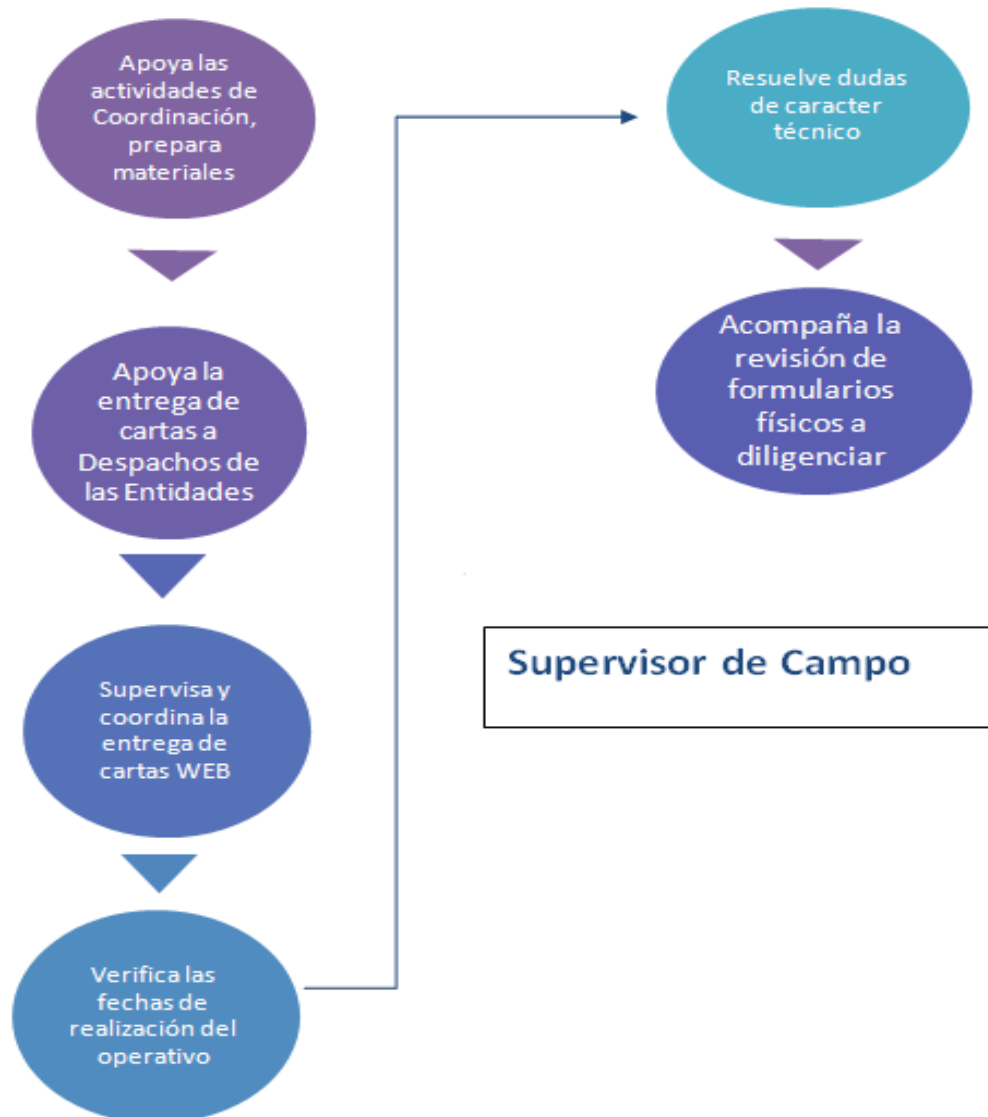 Apoya las
actividades de
Coordinación,
prepara
materiales
Apoya la
entrega de
cartas a
Despachos de
las Entidades
Supervisa y
coordina la
entrega de
cartas WEB
Verifica las
fechas de
realización del
operativo
Resuelve dudas
de caracter
técnico
Acompaña la
revisión de
formularios
físicos a
diligenciar
Supervisor de Campo